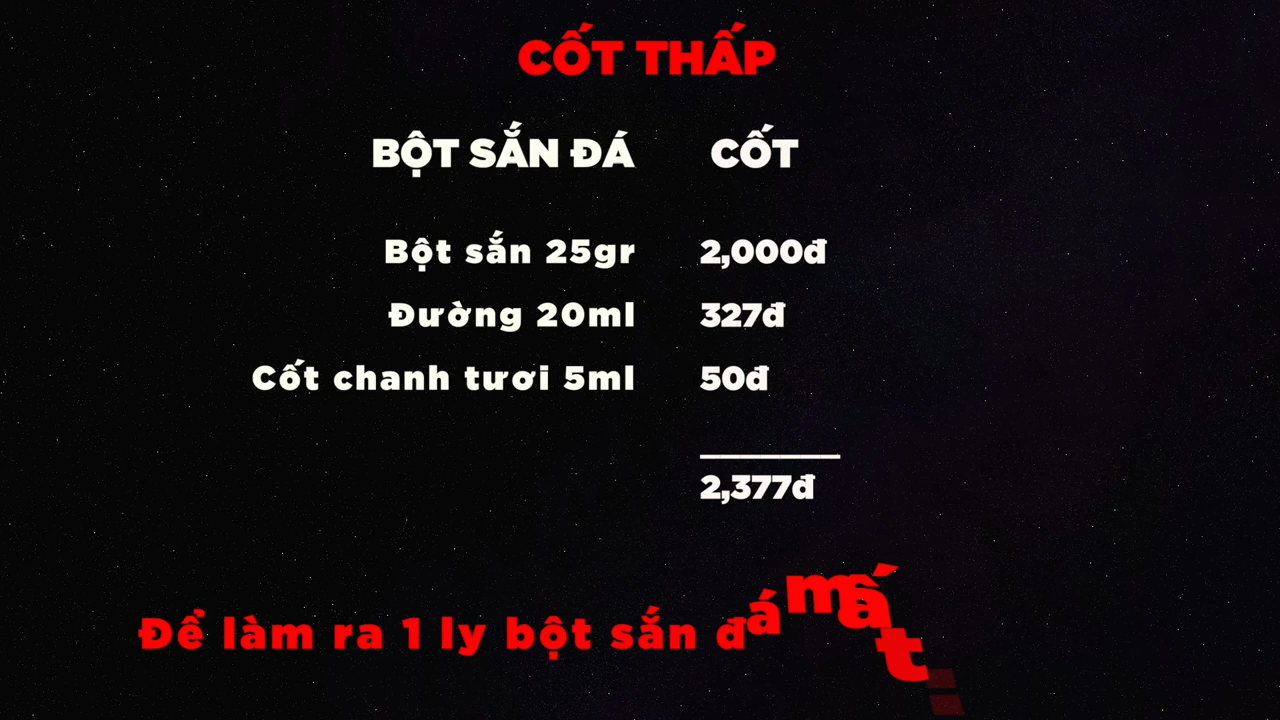 CỐT THẤP
BỘT SẮN ĐÁ CỐT
Bột sắn 25gr 2,000đ
Đường 20ml 327đ
Cốt chanh tươi 5ml 50đ
2,377đ
Để làm ra 1 ly bột sắn đá mất